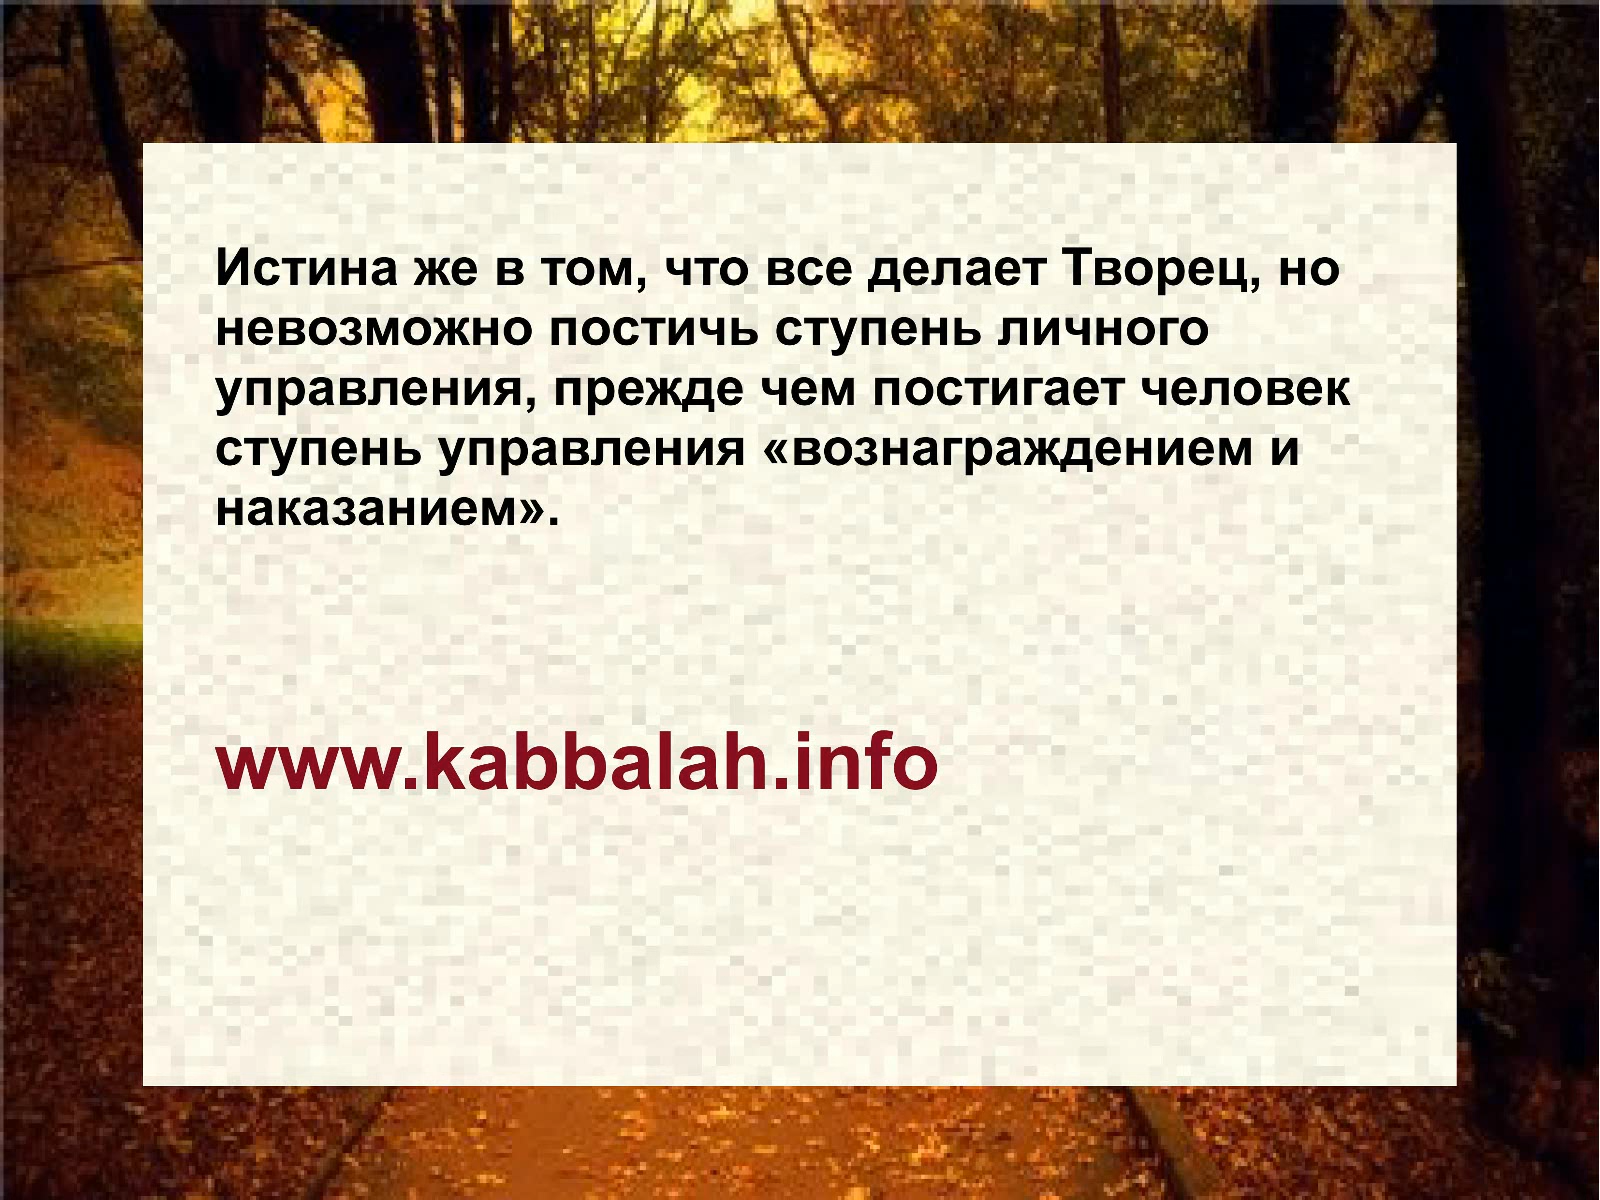 Истина же в том, что все делает Творец, но
невозможно постичь ступень личного
управления, прежде чем постигает человек
ступень управления «вознаграждением и
наказанием».
www.kabbalah.info